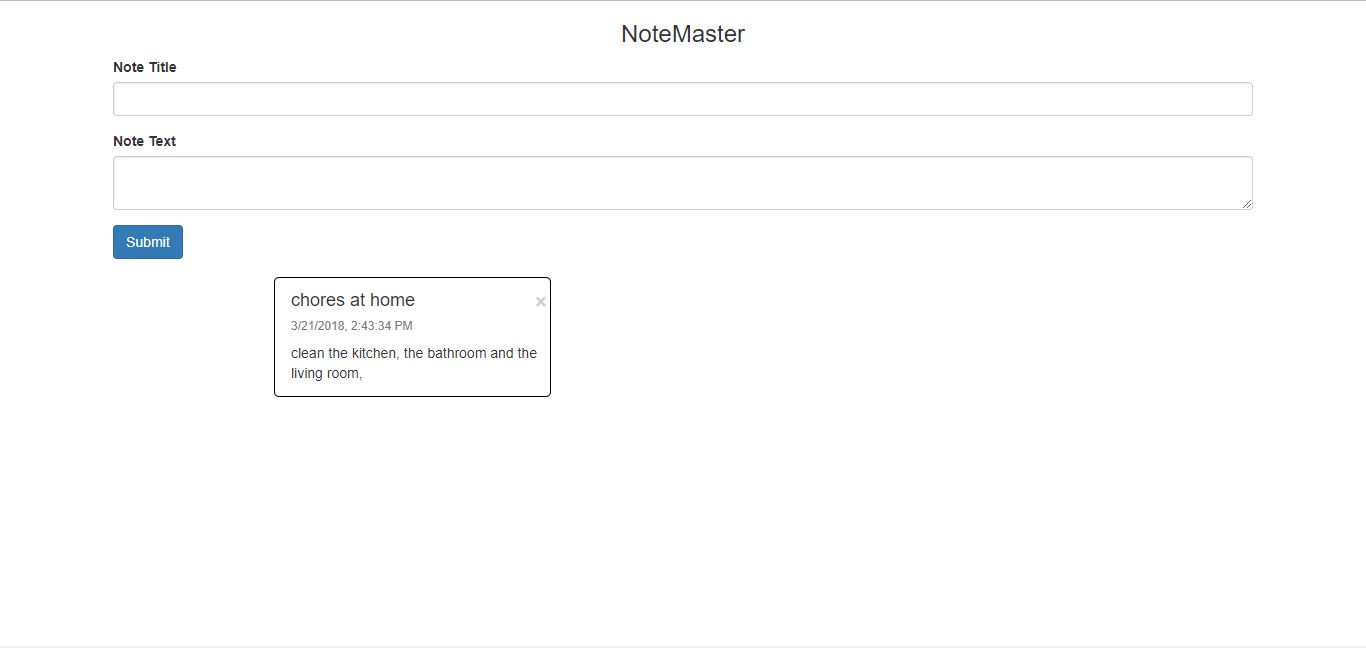 NoteMaster
Note Title
Note Text
Submit
chores at home
3/21/2018, 2:43:34 PM
clean the kitchen, the bathroom and the
living room,